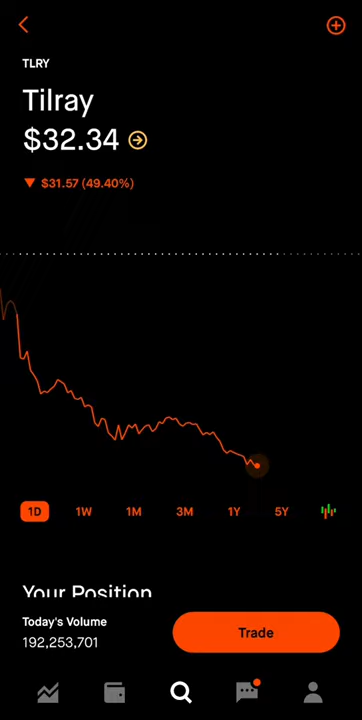 TLRY
Tilray
$32.34
▼ $31.57 (49.40%)
1D 1W 1M 3M 1Y 5Y
Your Position
Today's Volume
192,253,701
Trade